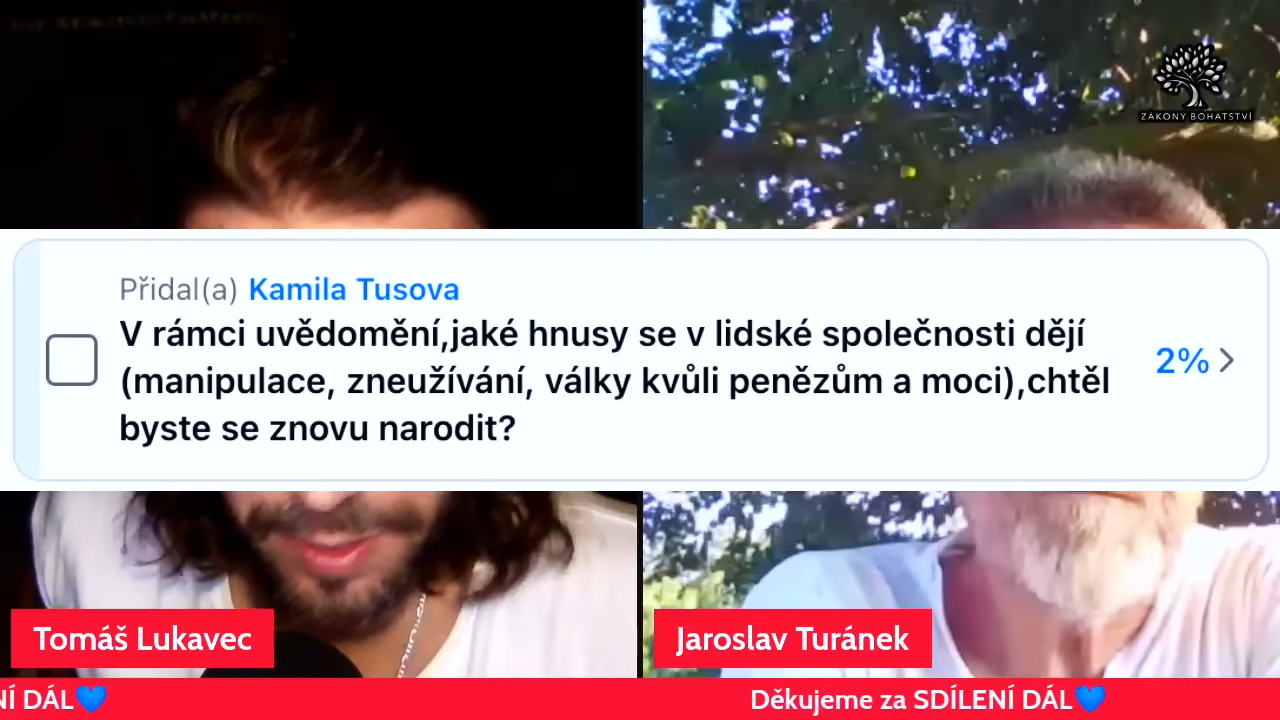 ZÁKONY BOHATSTVÍ
Přidal(a) Kamila Tusova
V rámci uvědomění,jaké hnusy se v lidské společnosti dějí
(manipulace, zneužívání, války kvůli penězům a moci),chtěl
byste se znovu narodit?
2%
Tomáš Lukavec
Jaroslav Turánek
NÍ DÁL💙
Děkujeme za SDÍLENÍ DÁL💙